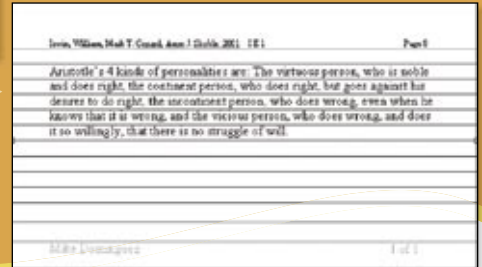 Irwin, William, Mark T. Conard, Aeon J. Skoble, 2001 Page 8
Aristotle's 4 kinds of personalities are: The virtuous person, who is noble
and does right, the continent person, who does right, but goes against his
desires to do right, the incontinent person, who does wrong, even when he
knows that it is wrong, and the vicious person, who does wrong, and does
it so willingly, that there is no struggle of will.
Mike Dominguez 1 of 1